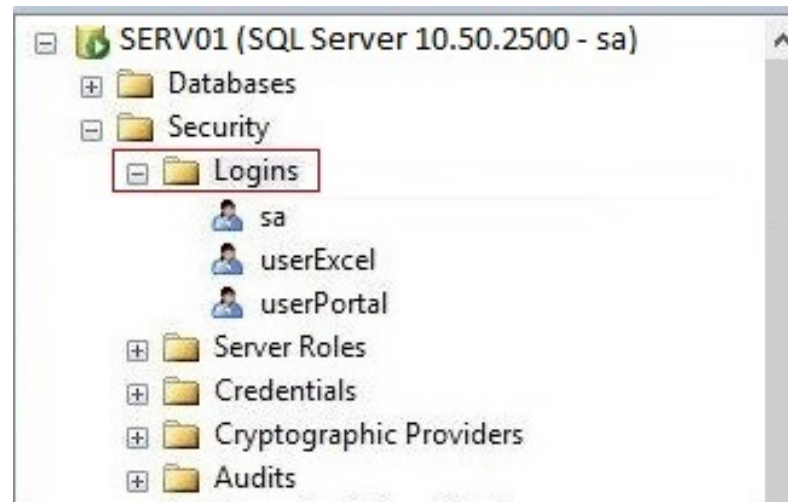 SERV01 (SQL Server 10.50.2500 - sa)
Databases
Security
Logins
sa
userExcel
userPortal
Server Roles
Credentials
Cryptographic Providers
Audits